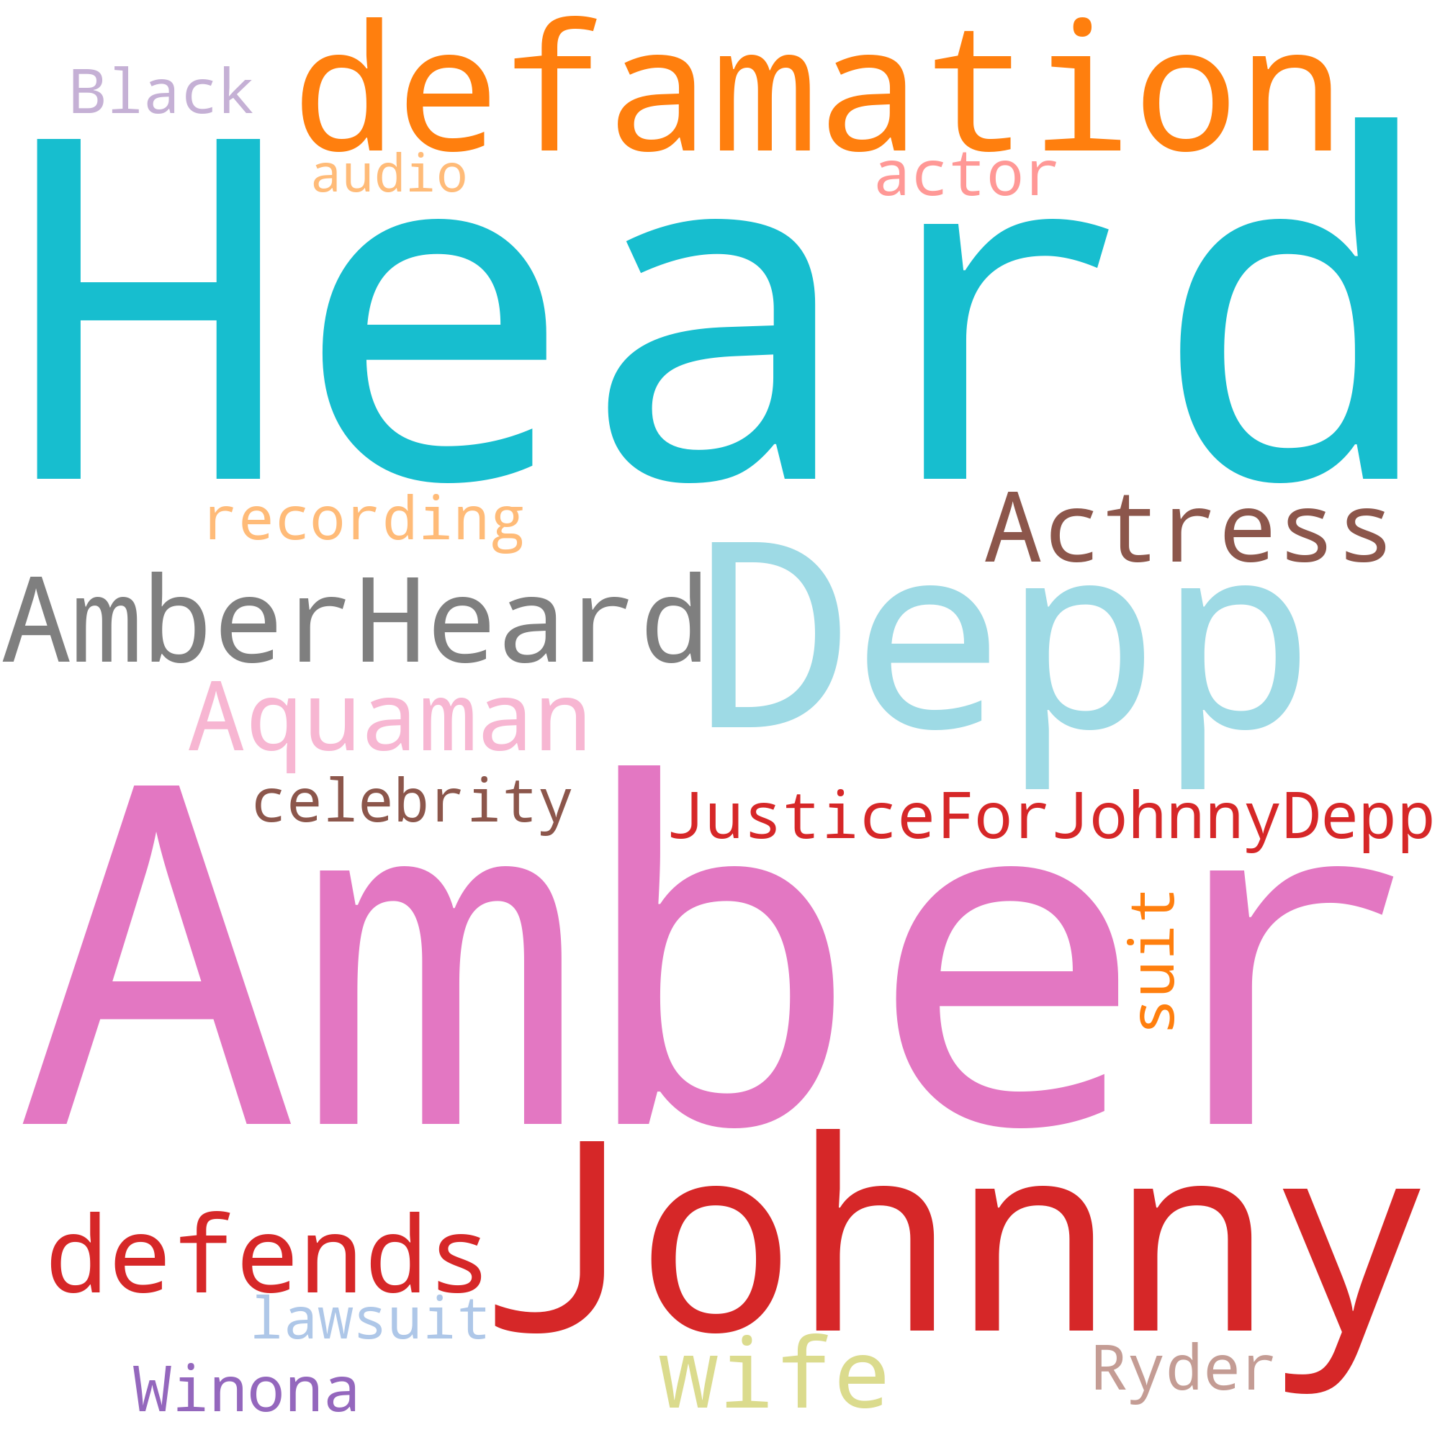 defamation
Black
audio
actor
Heard
recording
Actress
AmberHeard
Depp
Aquaman
celebrity
JusticeForJohnnyDepp
Amber
suit
Johnny
defends
lawsuit
wife
Ryder
Winona